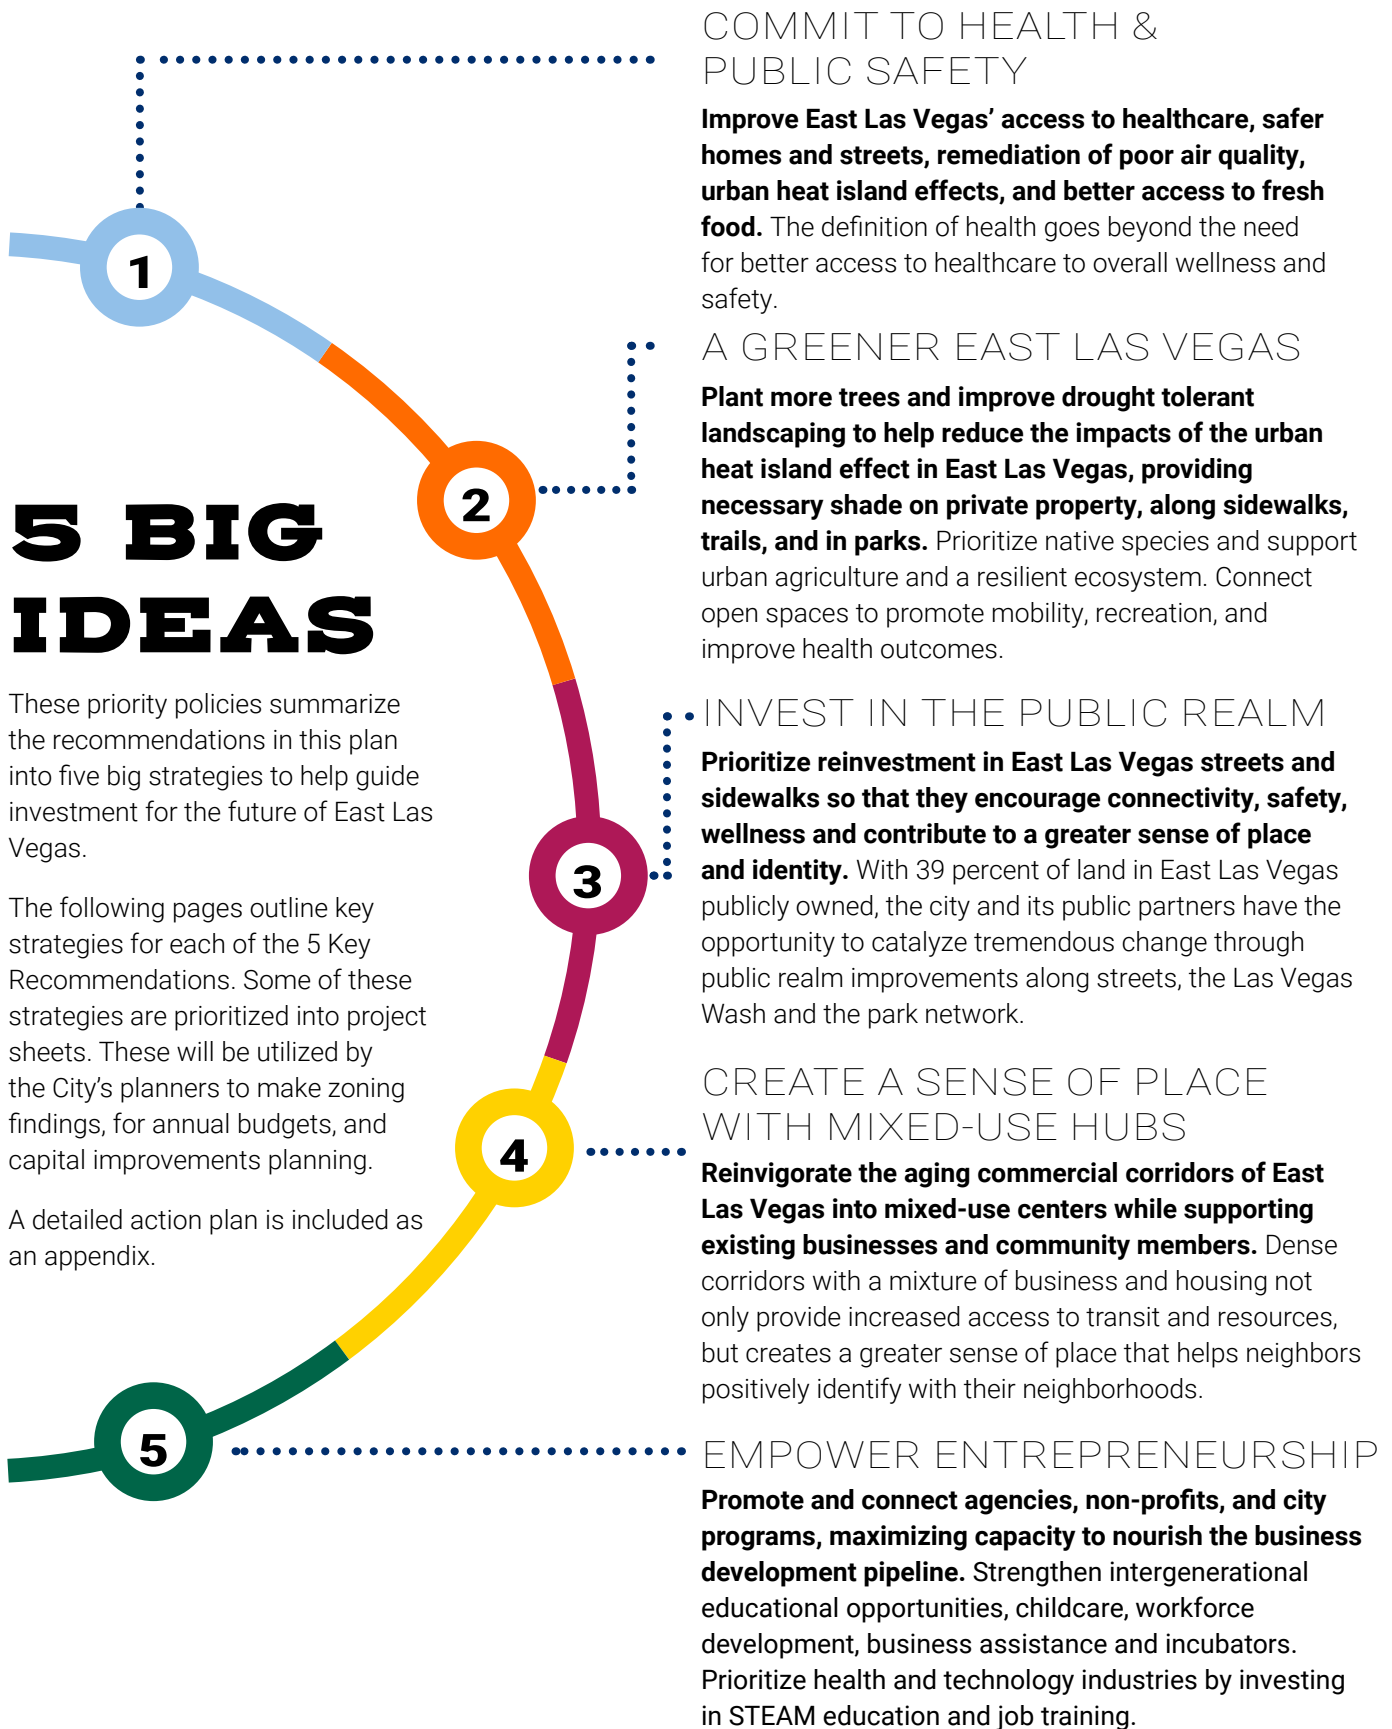 5 BIG
IDEAS
These priority policies summarize
the recommendations in this plan
into five big strategies to help guide
investment for the future of East Las
Vegas.
The following pages outline key
strategies for each of the 5 Key
Recommendations. Some of these
strategies are prioritized into project
sheets. These will be utilized by
the City’s planners to make zoning
findings, for annual budgets, and
capital improvements planning.
A detailed action plan is included as
an appendix.
1
COMMIT TO HEALTH &
PUBLIC SAFETY
Improve East Las Vegas’ access to healthcare, safer
homes and streets, remediation of poor air quality,
urban heat island effects, and better access to fresh
food. The definition of health goes beyond the need
for better access to healthcare to overall wellness and
safety.
2
A GREENER EAST LAS VEGAS
Plant more trees and improve drought tolerant
landscaping to help reduce the impacts of the urban
heat island effect in East Las Vegas, providing
necessary shade on private property, along sidewalks,
trails, and in parks. Prioritize native species and support
urban agriculture and a resilient ecosystem. Connect
open spaces to promote mobility, recreation, and
improve health outcomes.
3
INVEST IN THE PUBLIC REALM
Prioritize reinvestment in East Las Vegas streets and
sidewalks so that they encourage connectivity, safety,
wellness and contribute to a greater sense of place
and identity. With 39 percent of land in East Las Vegas
publicly owned, the city and its public partners have the
opportunity to catalyze tremendous change through
public realm improvements along streets, the Las Vegas
Wash and the park network.
4
CREATE A SENSE OF PLACE
WITH MIXED-USE HUBS
Reinvigorate the aging commercial corridors of East
Las Vegas into mixed-use centers while supporting
existing businesses and community members. Dense
corridors with a mixture of business and housing not
only provide increased access to transit and resources,
but creates a greater sense of place that helps neighbors
positively identify with their neighborhoods.
5
EMPOWER ENTREPRENEURSHIP
Promote and connect agencies, non-profits, and city
programs, maximizing capacity to nourish the business
development pipeline. Strengthen intergenerational
educational opportunities, childcare, workforce
development, business assistance and incubators.
Prioritize health and technology industries by investing
in STEAM education and job training.